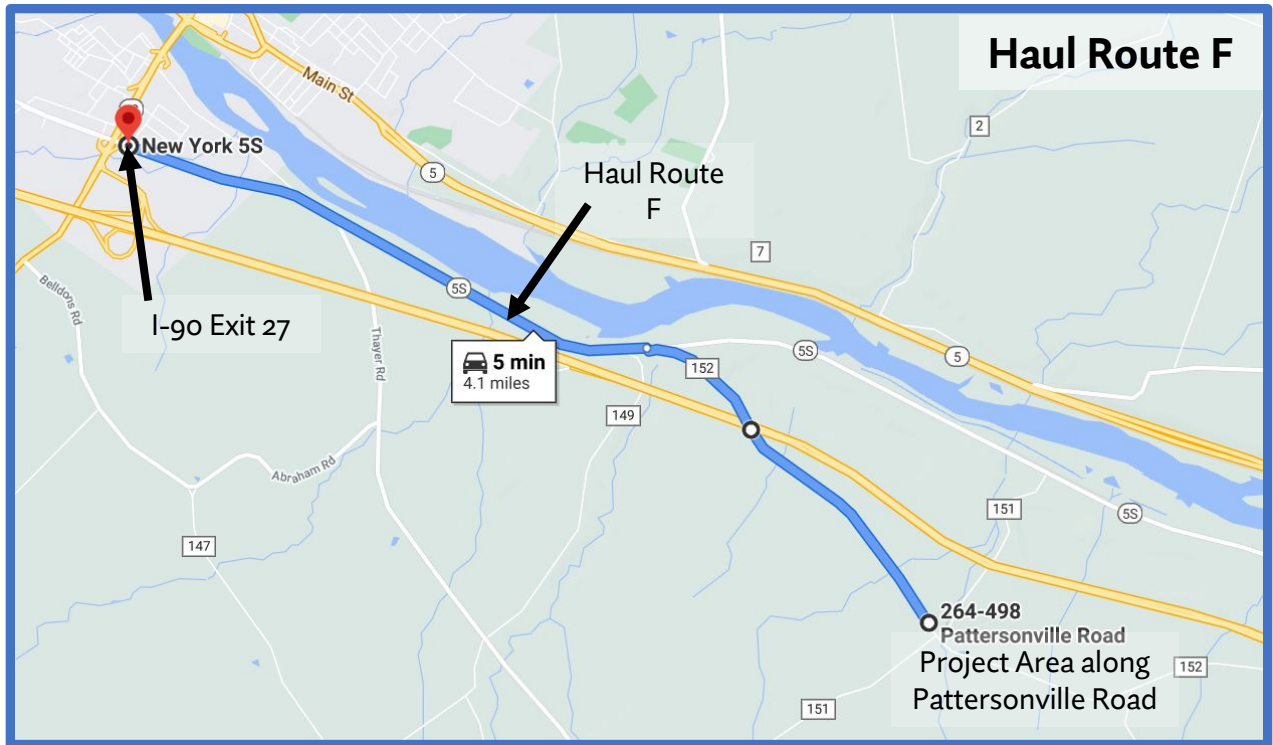 Haul Route F
Main St
2
New York 5S
5
Haul Route
F
7
Belldons Rd
5S
I-90 Exit 27
Thayer Rd
5 min
4.1 miles
152
5S
5
149
Abraham Rd
151
5S
147
264-498
Pattersonville Road
Project Area along
Pattersonville Road
152
151